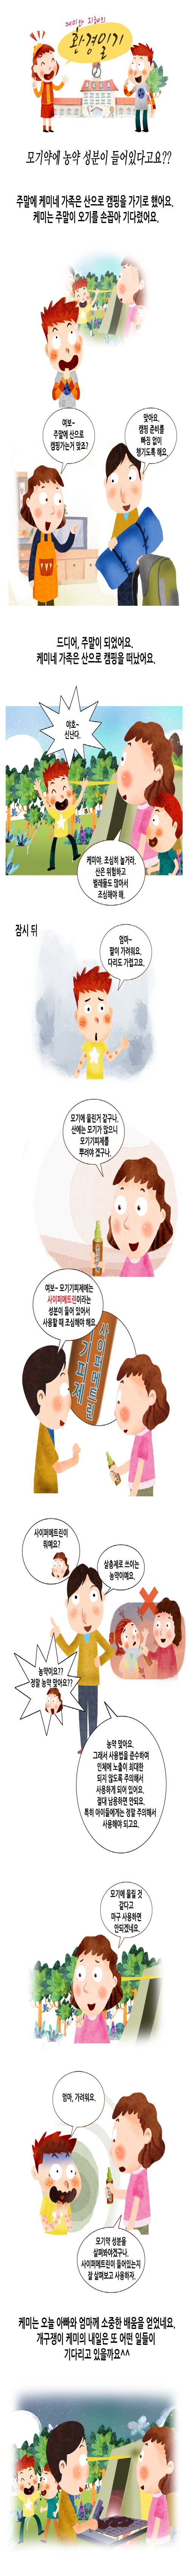 케미와 지혜의
환경일기
모기약에 농약 성분이 들어있다고요??
주말에 케미네 가족은 산으로 캠핑을 가기로 했어요.
케미는 주말이 오기를 손꼽아 기다렸어요.
여보~
주말에 산으로
캠핑가는거 맞죠?
맞아요.
캠핑 준비를
빠짐 없이
챙기도록 해요.
드디어, 주말이 되었어요.
케미네 가족은 산으로 캠핑을 떠났어요.
야호~
신난다.
케미야, 조심히 놀거라.
산은 위험하고
벌레들도 많아서
조심해야 해.
잠시 뒤
엄마~
팔이 가려워요.
다리도 가렵고요.
모기에 물린거 같구나.
산에는 모기가 많으니
모기기피제를
뿌려야 겠구나.
여보~ 모기기피제에는
사이퍼메트린이라는
성분이 들어 있어서
사용할 때 조심해야 해요.
기피제
사이퍼메트린
사이퍼메트린이
뭐예요?
살충제로 쓰이는
농약이예요.
농약이요??
정말 농약 맞아요??
농약 맞아요.
그래서 사용법을 준수하여
인체에 노출이 최대한
되지 않도록 주의해서
사용하게 되어 있어요.
절대 남용하면 안되요.
특히 아이들에게는 정말 주의해서
사용해야 되고요.
모기에 물릴 것
같다고
마구 사용하면
안되겠네요.
엄마, 가려워요.
모기약 성분을
살펴봐야겠구나.
사이퍼메트린이 들어있는지
잘 살펴보고 사용하자.
케미는 오늘 아빠와 엄마께 소중한 배움을 얻었네요.
개구쟁이 케미의 내일은 또 어떤 일들이
기다리고 있을까요^^